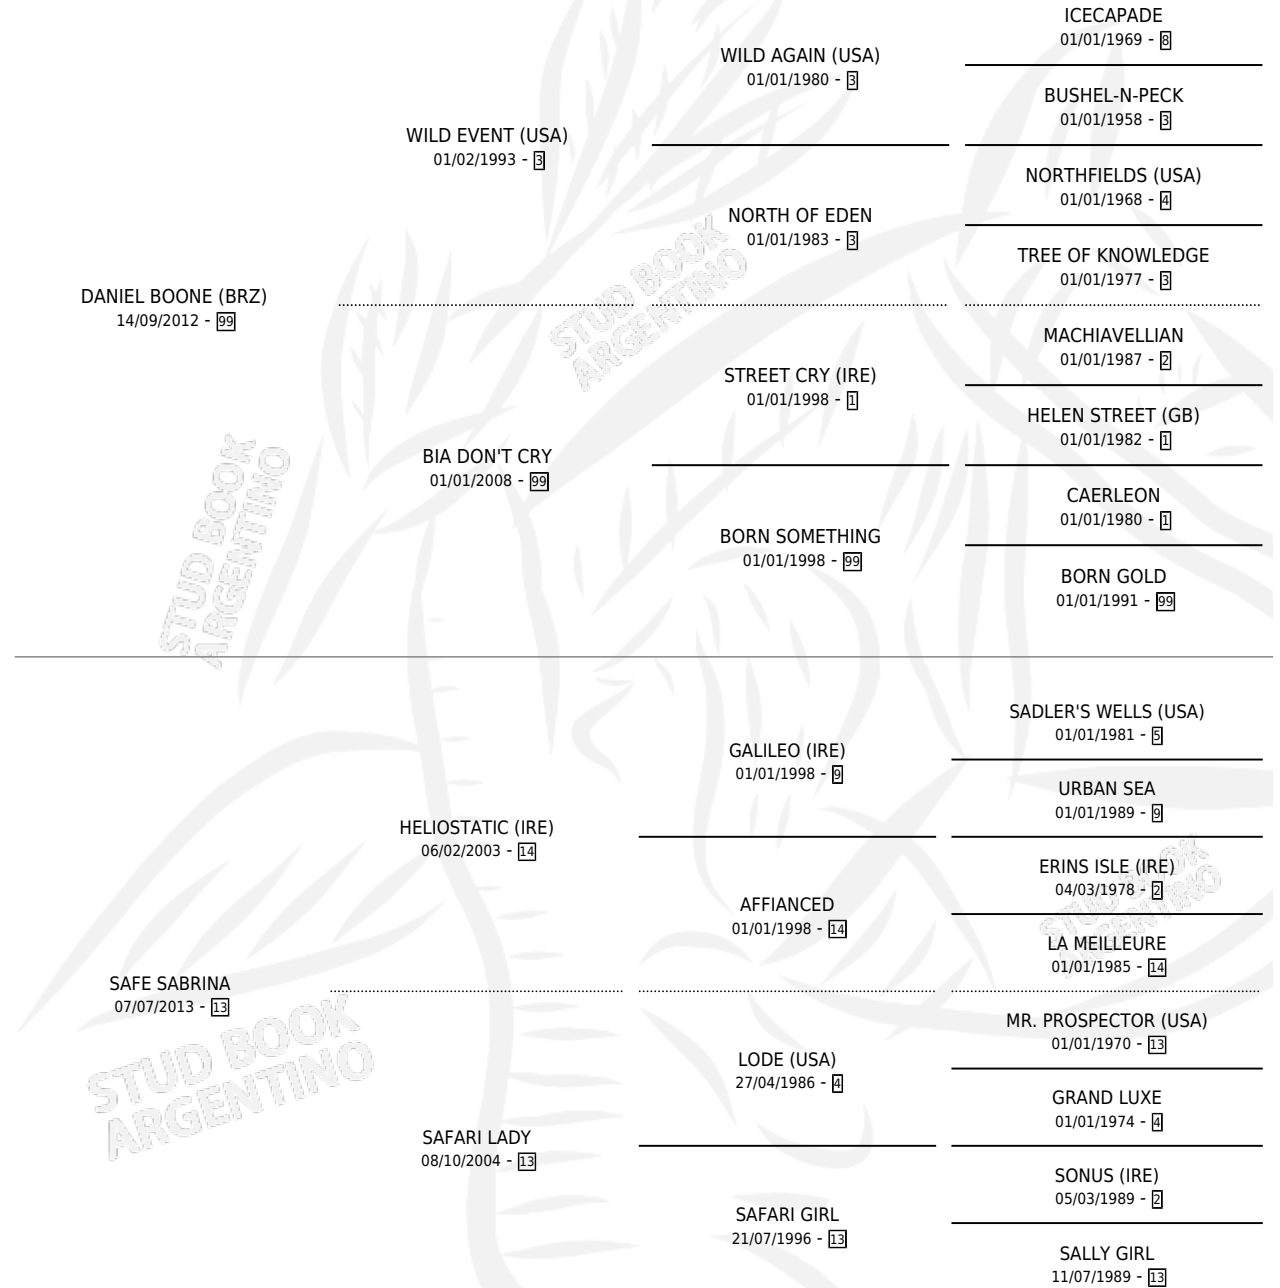 ICECAPADE
01/01/1969 - 8
WILD AGAIN (USA)
01/01/1980 - 3
BUSHEL-N-PECK
01/01/1958 - 3
WILD EVENT (USA)
01/02/1993 - 3
NORTHFIELDS (USA)
01/01/1968 - 4
NORTH OF EDEN
01/01/1983 - 3
TREE OF KNOWLEDGE
01/01/1977 - 3
DANIEL BOONE (BRZ)
14/09/2012 - 99
STUD BOOK
ARGENTINO
MACHIAVELLIAN
01/01/1987 - 2
STREET CRY (IRE)
01/01/1998 - 1
HELEN STREET (GB)
01/01/1982 - 1
BIA DON'T CRY
01/01/2008 - 99
CAERLEON
01/01/1980 - 1
BORN SOMETHING
01/01/1998 - 99
BORN GOLD
01/01/1991 - 99
STUD BOOK
ARGENTINO
SADLER'S WELLS (USA)
01/01/1981 - 5
GALILEO (IRE)
01/01/1998 - 9
URBAN SEA
01/01/1989 - 9
HELIOSTATIC (IRE)
06/02/2003 - 14
ERINS ISLE (IRE)
04/03/1978 - 2
AFFIANCED
01/01/1998 - 14
LA MEILLEURE
01/01/1985 - 14
STUD BOOK
ARGENTINO
SAFE SABRINA
07/07/2013 - 13
MR. PROSPECTOR (USA)
01/01/1970 - 13
LODE (USA)
27/04/1986 - 4
GRAND LUXE
01/01/1974 - 4
STUD BOOK
ARGENTINO
SAFARI LADY
08/10/2004 - 13
SONUS (IRE)
05/03/1989 - 2
SAFARI GIRL
21/07/1996 - 13
SALLY GIRL
11/07/1989 - 13